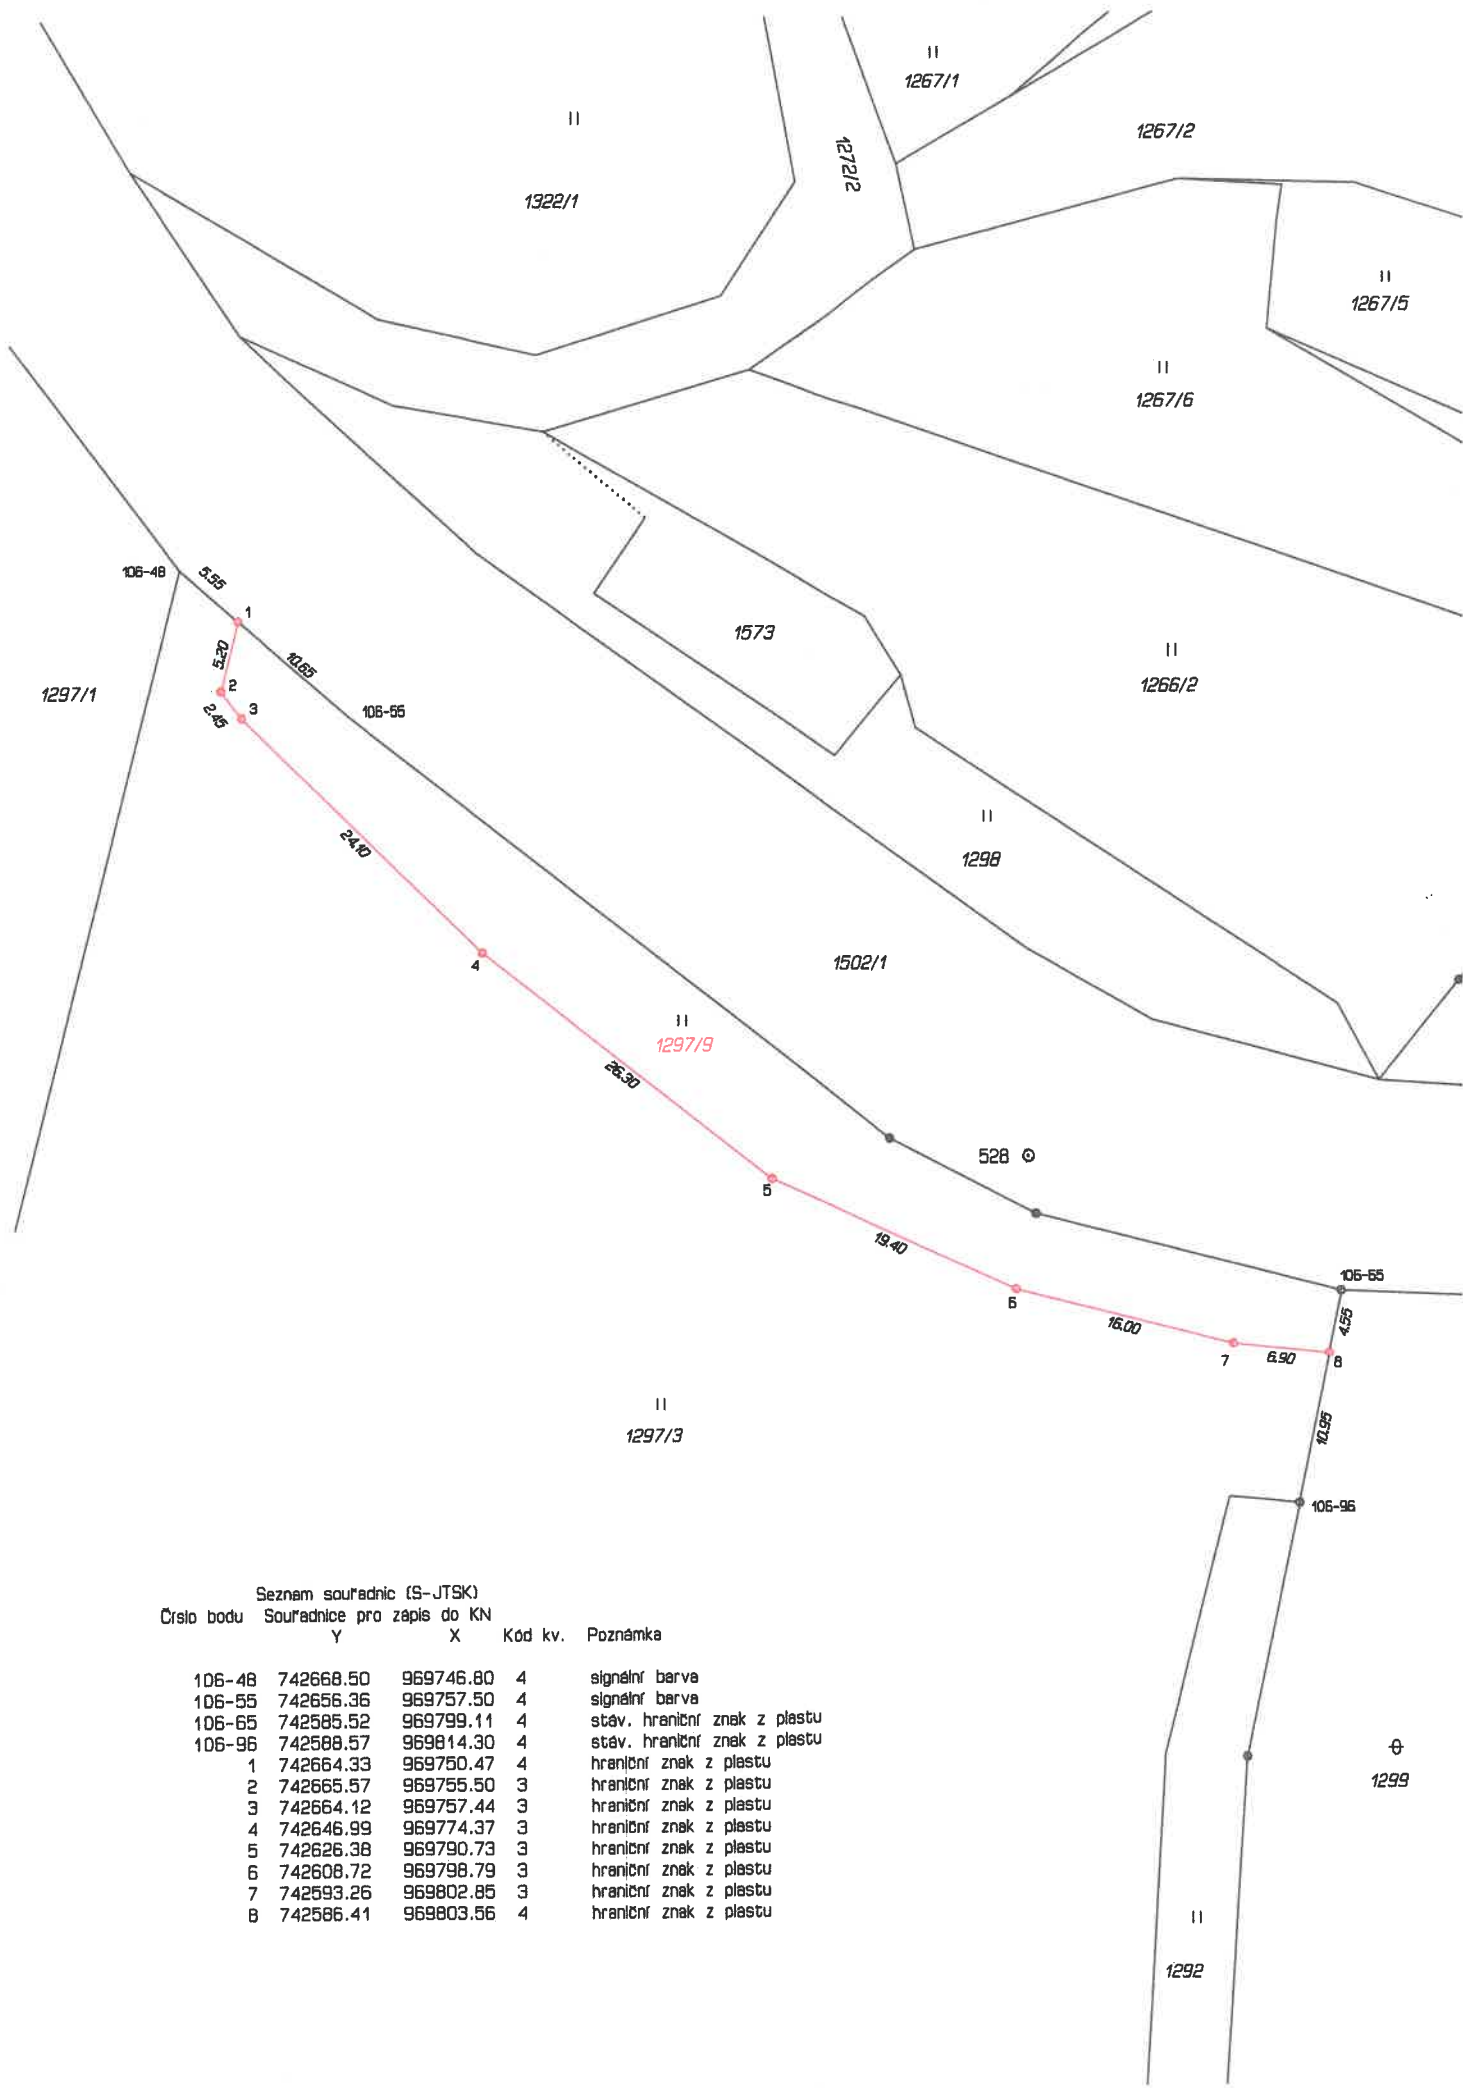 II
1267/1
1267/2
II
1272/2
1322/1
II
1267/5
II
1267/6
106-48
5.55
1
1573
5.20
10.65
II
2
1266/2
1297/1
3
106-55
2.45
II
24.10
1298
4
1502/1
II
1297/9
26.30
528
5
19.40
106-65
6
16.00
4.55
7
6.90
8
II
1297/3
10.95
106-96
Seznam souřadnic (S-JTSK)
Číslo bodu Souřadnice pro zápis do KN
Y X Kód kv. Poznámka
106-48 742668.50 969746.80 4 signální barva
106-55 742656.36 969757.50 4 signální barva
106-65 742585.52 969799.11 4 stáv. hraniční znak z plastu
106-96 742588.57 969814.30 4 stáv. hraniční znak z plastu
1 742664.33 969750.47 4 hraniční znak z plastu
2 742665.57 969755.50 3 hraniční znak z plastu
3 742664.12 969757.44 3 hraniční znak z plastu
4 742646.99 969774.37 3 hraniční znak z plastu
5 742626.38 969790.73 3 hraniční znak z plastu
6 742608.72 969798.79 3 hraniční znak z plastu
7 742593.26 969802.85 3 hraniční znak z plastu
8 742586.41 969803.56 4 hraniční znak z plastu
1299
II
1292